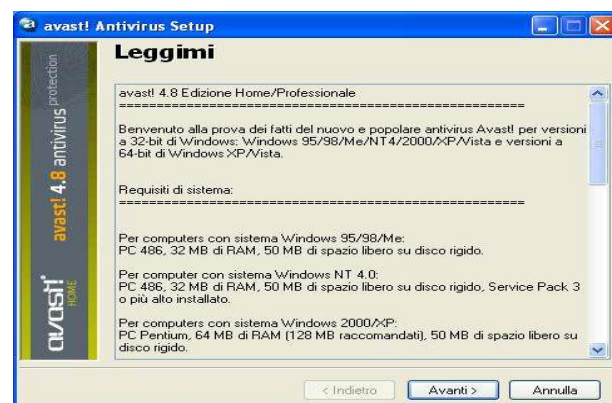 avast! Antivirus Setup
Leggimi
avast! 4.8 antivirus protection
avast! HOME
avast! 4.8 Edizione Home/Professionale
=====================================================
Benvenuto alla prova dei fatti del nuovo e popolare antivirus Avast! per versioni
a 32-bit di Windows: Windows 95/98/Me/NT4/2000/XP/Vista e versioni a
64-bit di Windows XP/Vista.
Requisiti di sistema:
=====================================================
Per computers con sistema Windows 95/98/Me:
PC 486, 32 MB di RAM, 50 MB di spazio libero su disco rigido.
Per computer con sistema Windows NT 4.0:
PC 486, 32 MB di RAM, 50 MB di spazio libero su disco rigido, Service Pack 3
o più alto installato.
Per computers con sistema Windows 2000/XP:
PC Pentium, 64 MB di RAM (128 MB raccomandati), 50 MB di spazio libero su
disco rigido.
< Indietro
Avanti >
Annulla